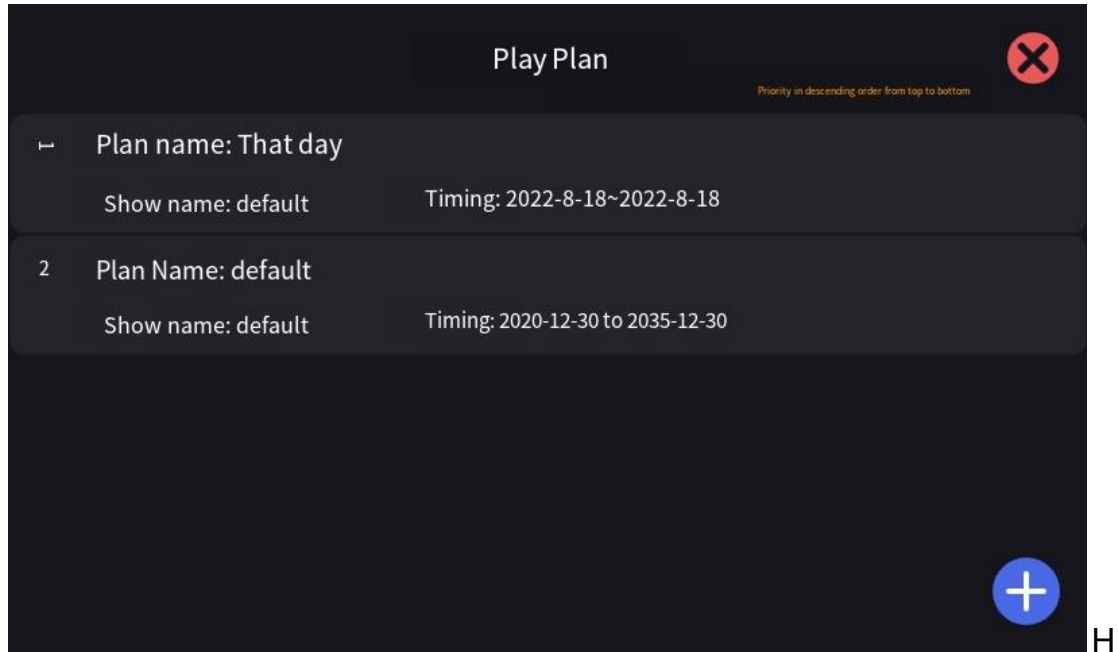 Play Plan
Priority in descending order from top to bottom
1 Plan name: That day
Show name: default Timing: 2022-8-18~2022-8-18
2 Plan Name: default
Show name: default Timing: 2020-12-30 to 2035-12-30
H